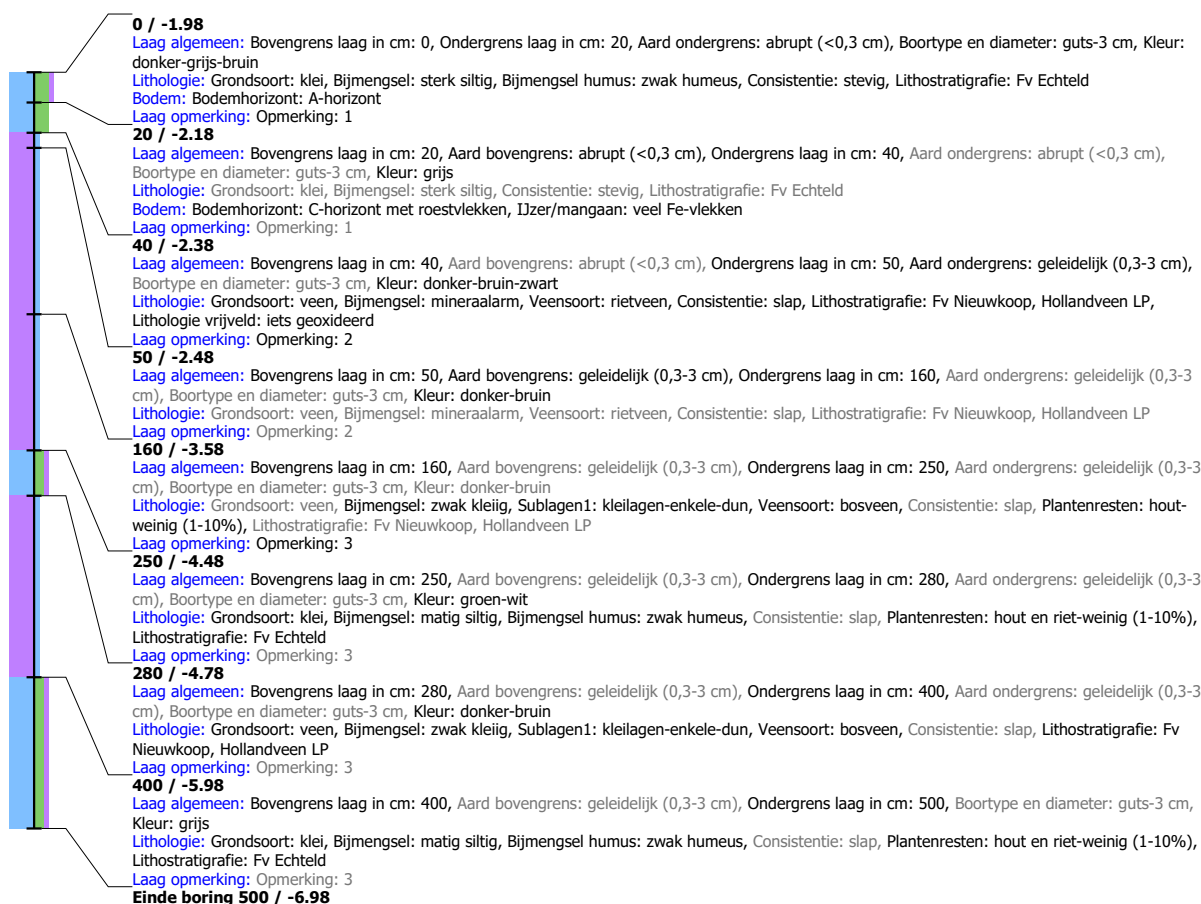 0 / -1.98
Laag algemeen: Bovengrens laag in cm: 0, Ondergrens laag in cm: 20, Aard ondergrens: abrupt (<0,3 cm), Boortype en diameter: guts-3 cm, Kleur:
donker-grijs-bruin
Lithologie: Grondsoort: klei, Bijmengsel: sterk siltig, Bijmengsel humus: zwak humeus, Consistentie: stevig, Lithostratigrafie: Fv Echteld
Bodem: Bodemhorizont: A-horizont
Laag opmerking: Opmerking: 1
20 / -2.18
Laag algemeen: Bovengrens laag in cm: 20, Aard bovengrens: abrupt (<0,3 cm), Ondergrens laag in cm: 40, Aard ondergrens: abrupt (<0,3 cm),
Boortype en diameter: guts-3 cm, Kleur: grijs
Lithologie: Grondsoort: klei, Bijmengsel: sterk siltig, Consistentie: stevig, Lithostratigrafie: Fv Echteld
Bodem: Bodemhorizont: C-horizont met roestvlekken, IJzer/mangaan: veel Fe-vlekken
Laag opmerking: Opmerking: 1
40 / -2.38
Laag algemeen: Bovengrens laag in cm: 40, Aard bovengrens: abrupt (<0,3 cm), Ondergrens laag in cm: 50, Aard ondergrens: geleidelijk (0,3-3 cm),
Boortype en diameter: guts-3 cm, Kleur: donker-bruin-zwart
Lithologie: Grondsoort: veen, Bijmengsel: mineraalarm, Veensoort: rietveen, Consistentie: slap, Lithostratigrafie: Fv Nieuwkoop, Hollandveen LP,
Lithologie vrijveld: iets geoxideerd
Laag opmerking: Opmerking: 2
50 / -2.48
Laag algemeen: Bovengrens laag in cm: 50, Aard bovengrens: geleidelijk (0,3-3 cm), Ondergrens laag in cm: 160, Aard ondergrens: geleidelijk (0,3-3
cm), Boortype en diameter: guts-3 cm, Kleur: donker-bruin
Lithologie: Grondsoort: veen, Bijmengsel: mineraalarm, Veensoort: rietveen, Consistentie: slap, Lithostratigrafie: Fv Nieuwkoop, Hollandveen LP
Laag opmerking: Opmerking: 2
160 / -3.58
Laag algemeen: Bovengrens laag in cm: 160, Aard bovengrens: geleidelijk (0,3-3 cm), Ondergrens laag in cm: 250, Aard ondergrens: geleidelijk (0,3-3
cm), Boortype en diameter: guts-3 cm, Kleur: donker-bruin
Lithologie: Grondsoort: veen, Bijmengsel: zwak kleiig, Sublagen1: kleilagen-enkele-dun, Veensoort: bosveen, Consistentie: slap, Plantenresten: hout-
weinig (1-10%), Lithostratigrafie: Fv Nieuwkoop, Hollandveen LP
Laag opmerking: Opmerking: 3
250 / -4.48
Laag algemeen: Bovengrens laag in cm: 250, Aard bovengrens: geleidelijk (0,3-3 cm), Ondergrens laag in cm: 280, Aard ondergrens: geleidelijk (0,3-3
cm), Boortype en diameter: guts-3 cm, Kleur: groen-wit
Lithologie: Grondsoort: klei, Bijmengsel: matig siltig, Bijmengsel humus: zwak humeus, Consistentie: slap, Plantenresten: hout en riet-weinig (1-10%),
Lithostratigrafie: Fv Echteld
Laag opmerking: Opmerking: 3
280 / -4.78
Laag algemeen: Bovengrens laag in cm: 280, Aard bovengrens: geleidelijk (0,3-3 cm), Ondergrens laag in cm: 400, Aard ondergrens: geleidelijk (0,3-3
cm), Boortype en diameter: guts-3 cm, Kleur: donker-bruin
Lithologie: Grondsoort: veen, Bijmengsel: zwak kleiig, Sublagen1: kleilagen-enkele-dun, Veensoort: bosveen, Consistentie: slap, Lithostratigrafie: Fv
Nieuwkoop, Hollandveen LP
Laag opmerking: Opmerking: 3
400 / -5.98
Laag algemeen: Bovengrens laag in cm: 400, Aard bovengrens: geleidelijk (0,3-3 cm), Ondergrens laag in cm: 500, Boortype en diameter: guts-3 cm,
Kleur: grijs
Lithologie: Grondsoort: klei, Bijmengsel: matig siltig, Bijmengsel humus: zwak humeus, Consistentie: slap, Plantenresten: hout en riet-weinig (1-10%),
Lithostratigrafie: Fv Echteld
Laag opmerking: Opmerking: 3
Einde boring 500 / -6.98